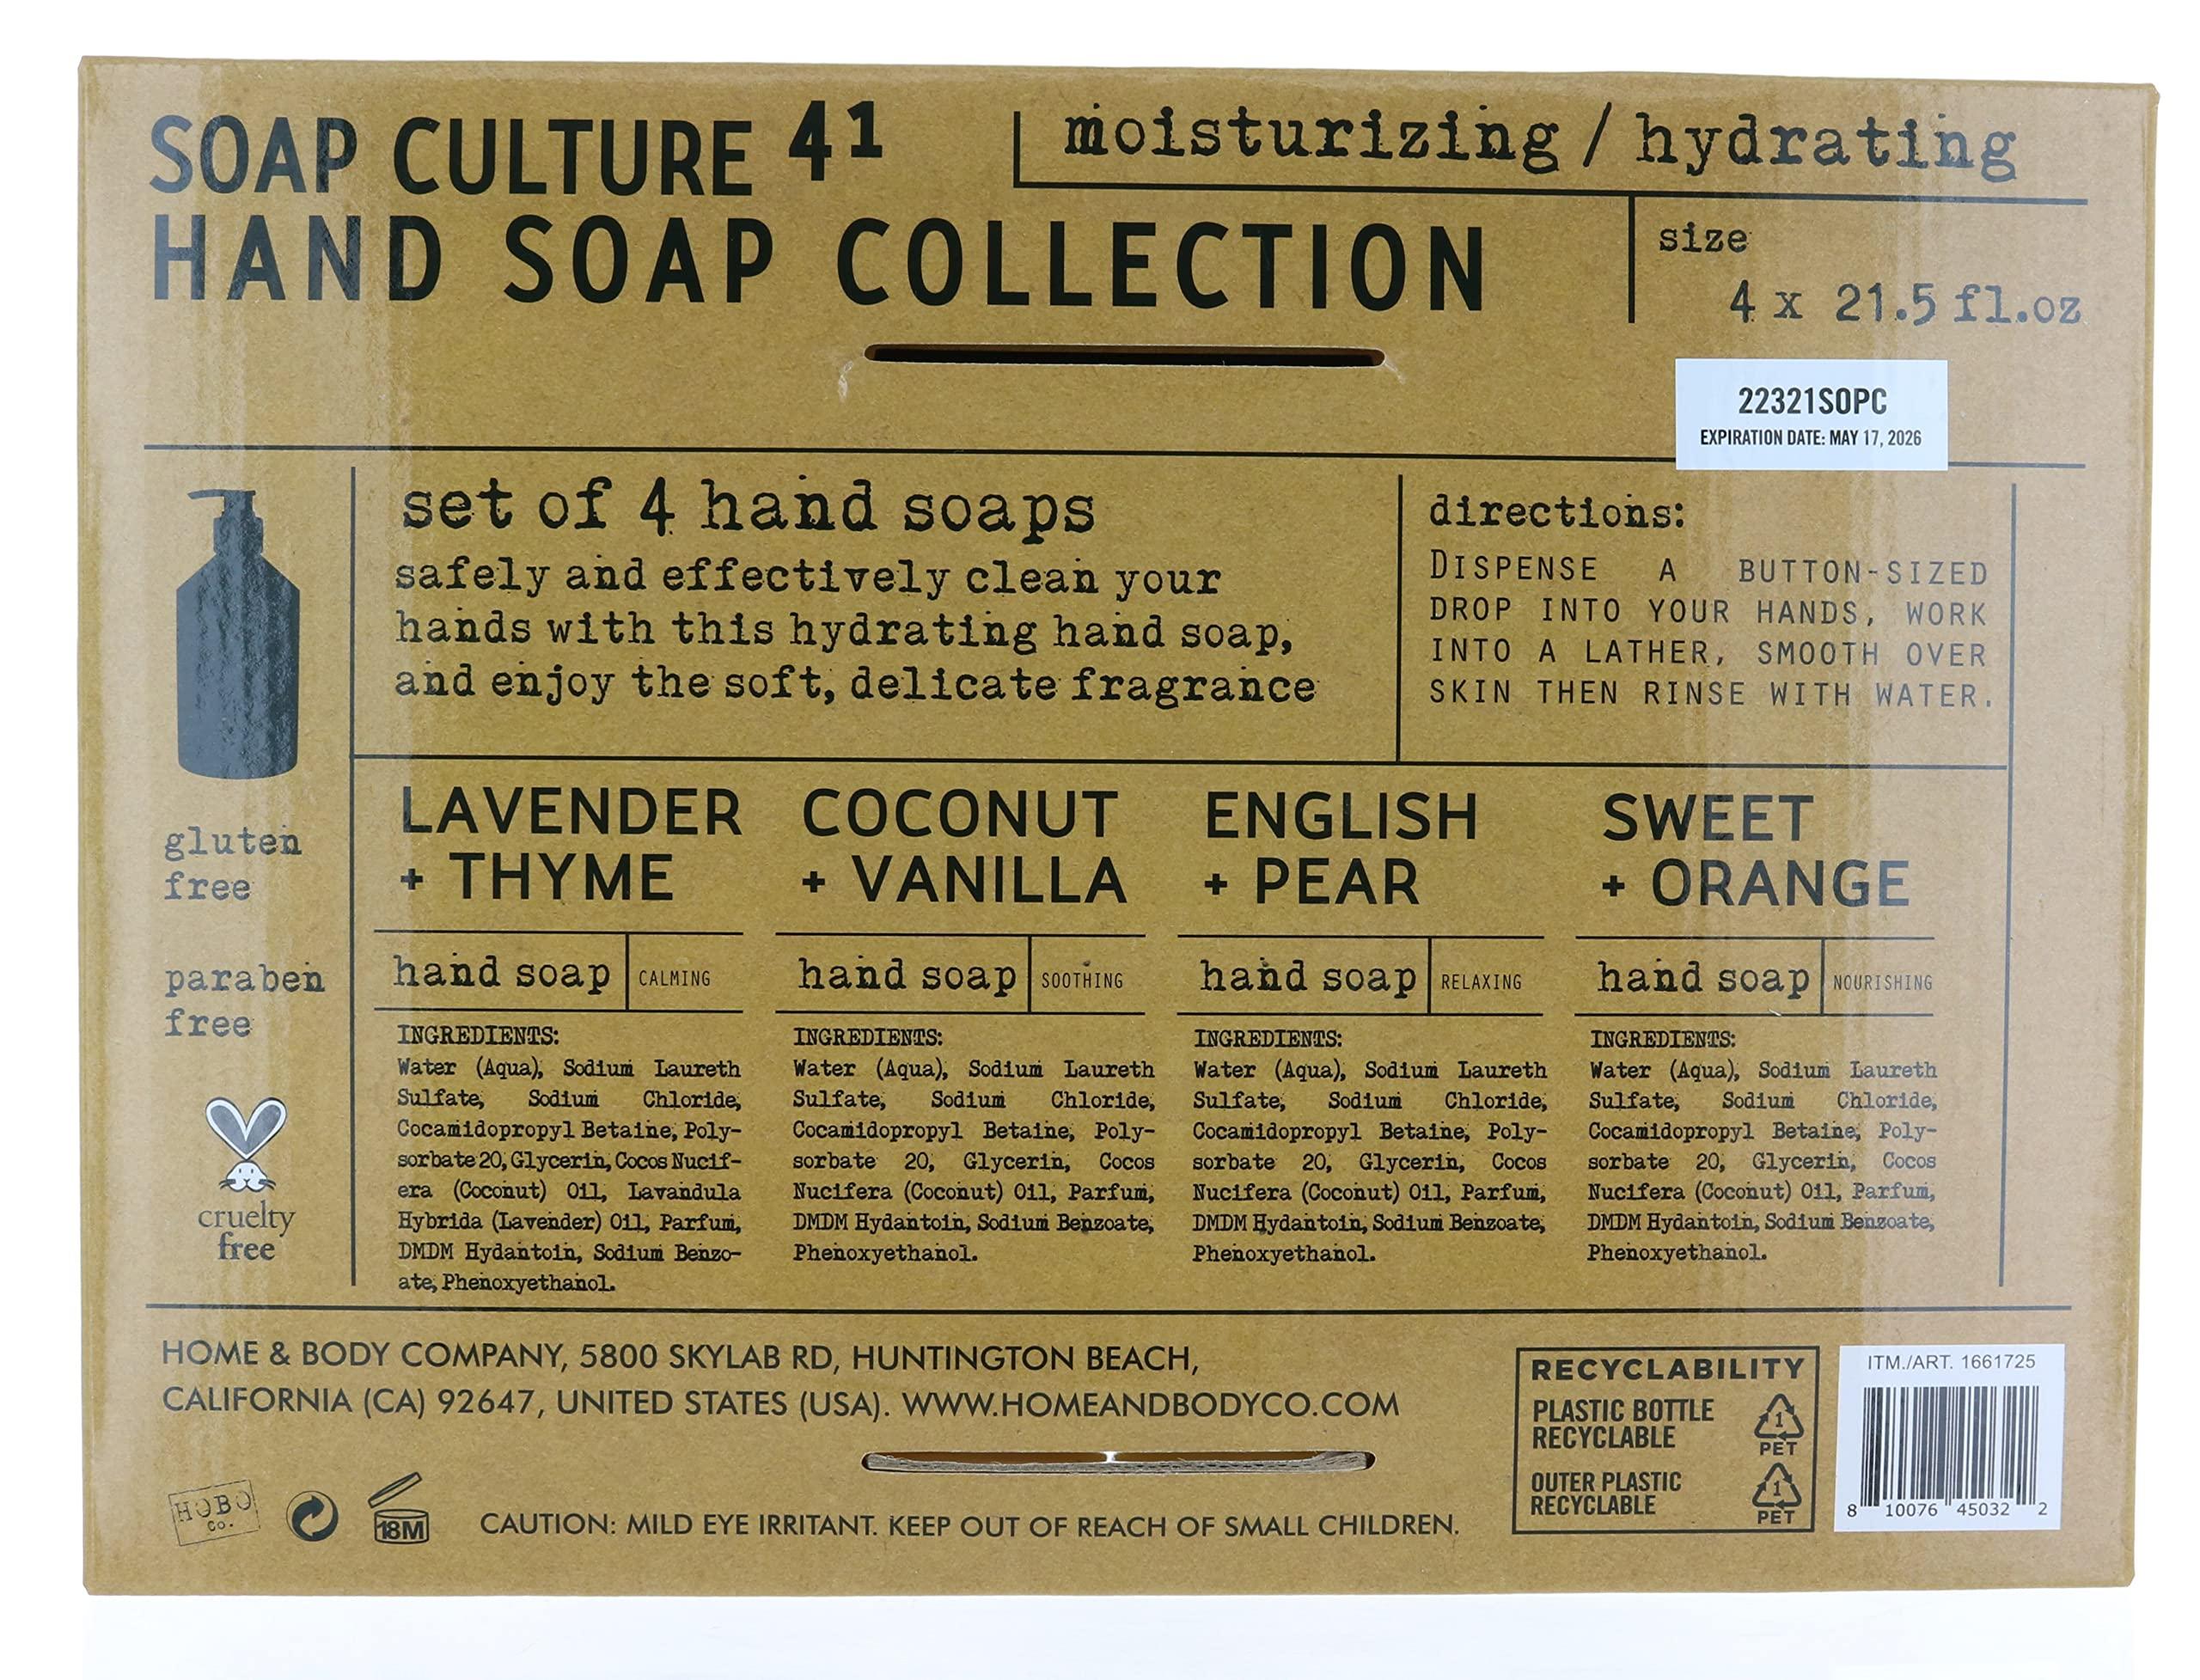 SOAP CULTURE 41
HAND SOAP COLLECTION
moisturizing / hydrating
size
4 x 21.5 fl.oz
22321SOPC
EXPIRATION DATE: MAY 17, 2026
set of 4 hand soaps
safely and effectively clean your
hands with this hydrating hand soap,
and enjoy the soft, delicate fragrance
directions:
DISPENSE A BUTTON-SIZED
DROP INTO YOUR HANDS, WORK
INTO A LATHER, SMOOTH OVER
SKIN THEN RINSE WITH WATER.
gluten
free
paraben
free
cruelty
free
LAVENDER
+ THYME
hand soap
CALMING
INGREDIENTS:
Water (Aqua), Sodium Laureth
Sulfate, Sodium Chloride,
Cocamidopropyl Betaine, Poly-
sorbate 20, Glycerin, Cocos Nucif-
era (Coconut) Oil, Lavandula
Hybrida (Lavender) Oil, Parfum,
DMDM Hydantoin, Sodium Benzo-
ate, Phenoxyethanol.
COCONUT
+ VANILLA
hand soap
SOOTHING
INGREDIENTS:
Water (Aqua), Sodium Laureth
Sulfate, Sodium Chloride,
Cocamidopropyl Betaine, Poly-
sorbate 20, Glycerin, Cocos
Nucifera (Coconut) Oil, Parfum,
DMDM Hydantoin, Sodium Benzoate,
Phenoxyethanol.
ENGLISH
+ PEAR
hand soap
RELAXING
INGREDIENTS:
Water (Aqua), Sodium Laureth
Sulfate, Sodium Chloride,
Cocamidopropyl Betaine, Poly-
sorbate 20, Glycerin, Cocos
Nucifera (Coconut) Oil, Parfum,
DMDM Hydantoin, Sodium Benzoate,
Phenoxyethanol.
SWEET
+ ORANGE
hand soap
NOURISHING
INGREDIENTS:
Water (Aqua), Sodium Laureth
Sulfate, Sodium Chloride,
Cocamidopropyl Betaine, Poly-
sorbate 20, Glycerin, Cocos
Nucifera (Coconut) Oil, Parfum,
DMDM Hydantoin, Sodium Benzoate,
Phenoxyethanol.
HOME & BODY COMPANY, 5800 SKYLAB RD, HUNTINGTON BEACH,
CALIFORNIA (CA) 92647, UNITED STATES (USA). WWW.HOMEANDBODYCO.COM
HOBO
Co.
18M
CAUTION: MILD EYE IRRITANT. KEEP OUT OF REACH OF SMALL CHILDREN.
RECYCLABILITY
PLASTIC BOTTLE
RECYCLABLE
1
PET
OUTER PLASTIC
RECYCLABLE
1
PET
ITM./ART. 1661725
8 10076 45032 2